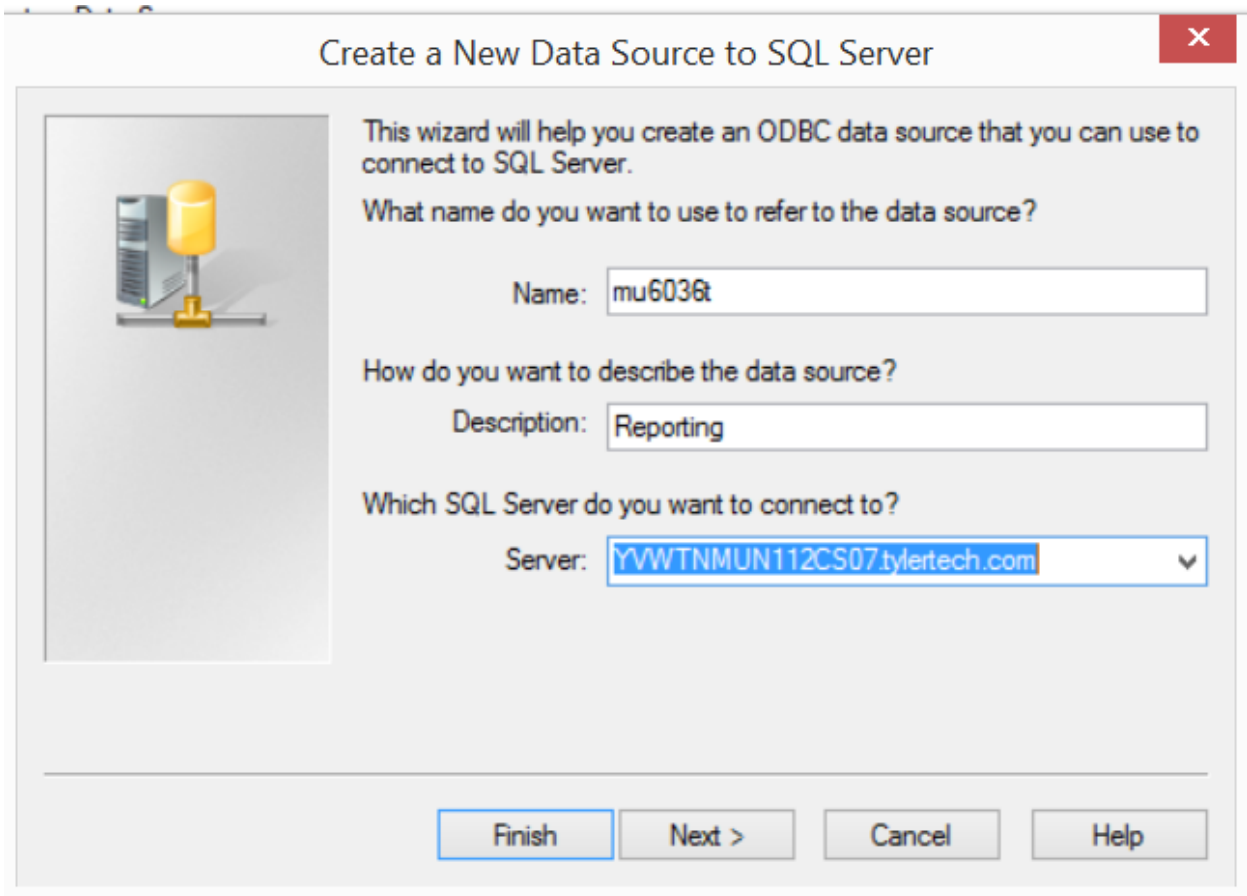 Create a New Data Source to SQL Server
This wizard will help you create an ODBC data source that you can use to
connect to SQL Server.
What name do you want to use to refer to the data source?
Name: mu6036t
How do you want to describe the data source?
Description: Reporting
Which SQL Server do you want to connect to?
Server: YVWTNMUN112CS07.tylertech.com
Finish Next > Cancel Help